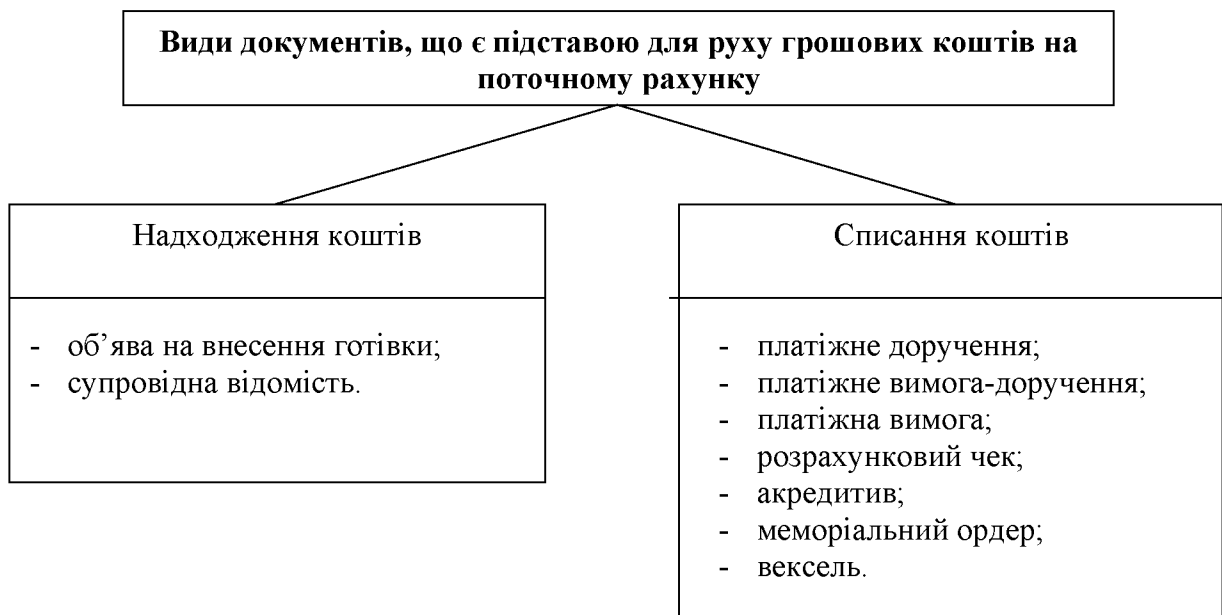 Види документів, що є підставою для руху грошових коштів на
поточному рахунку
Надходження коштів
- об’ява на внесення готівки;
- супровідна відомість.
Списання коштів
- платіжне доручення;
- платіжне вимога-доручення;
- платіжна вимога;
- розрахунковий чек;
- акредитив;
- меморіальний ордер;
- вексель.